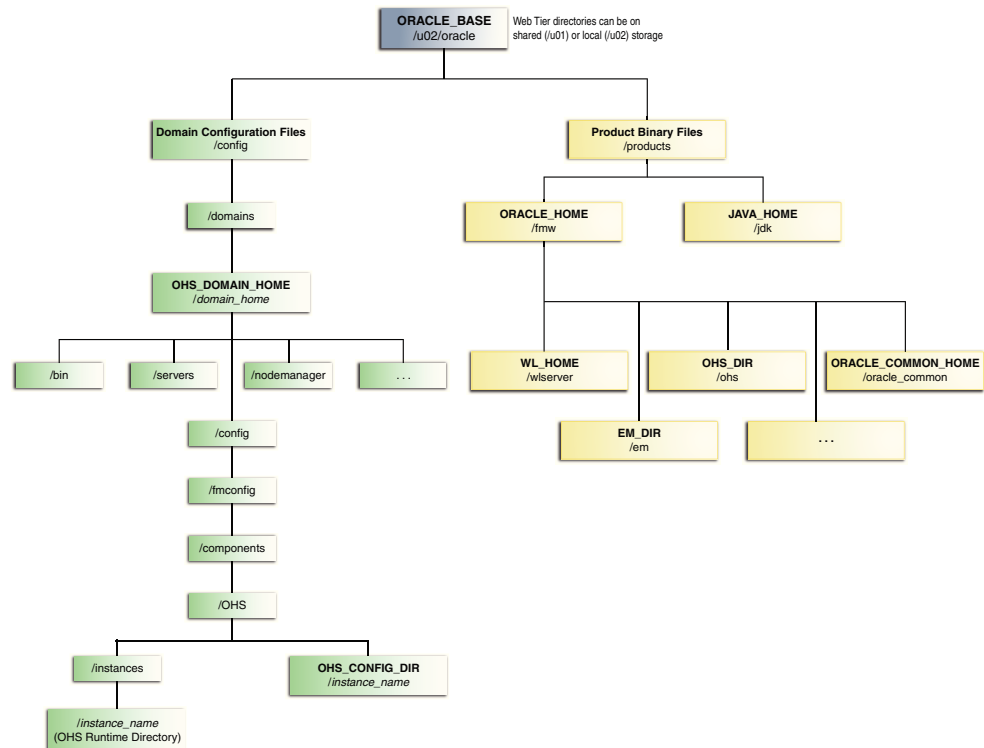 ORACLE_BASE
/u02/oracle
Web Tier directories can be on
shared (/u01) or local (/u02) storage
Domain Configuration Files
/config
Product Binary Files
/products
/domains
ORACLE_HOME
/fmw
JAVA_HOME
/jdk
OHS_DOMAIN_HOME
/domain_home
/bin
/servers
/nodemanager
...
WL_HOME
/wlserver
OHS_DIR
/ohs
ORACLE_COMMON_HOME
/oracle_common
/config
EM_DIR
/em
...
/fmconfig
/components
/OHS
/instances
OHS_CONFIG_DIR
/instance_name
/instance_name
(OHS Runtime Directory)